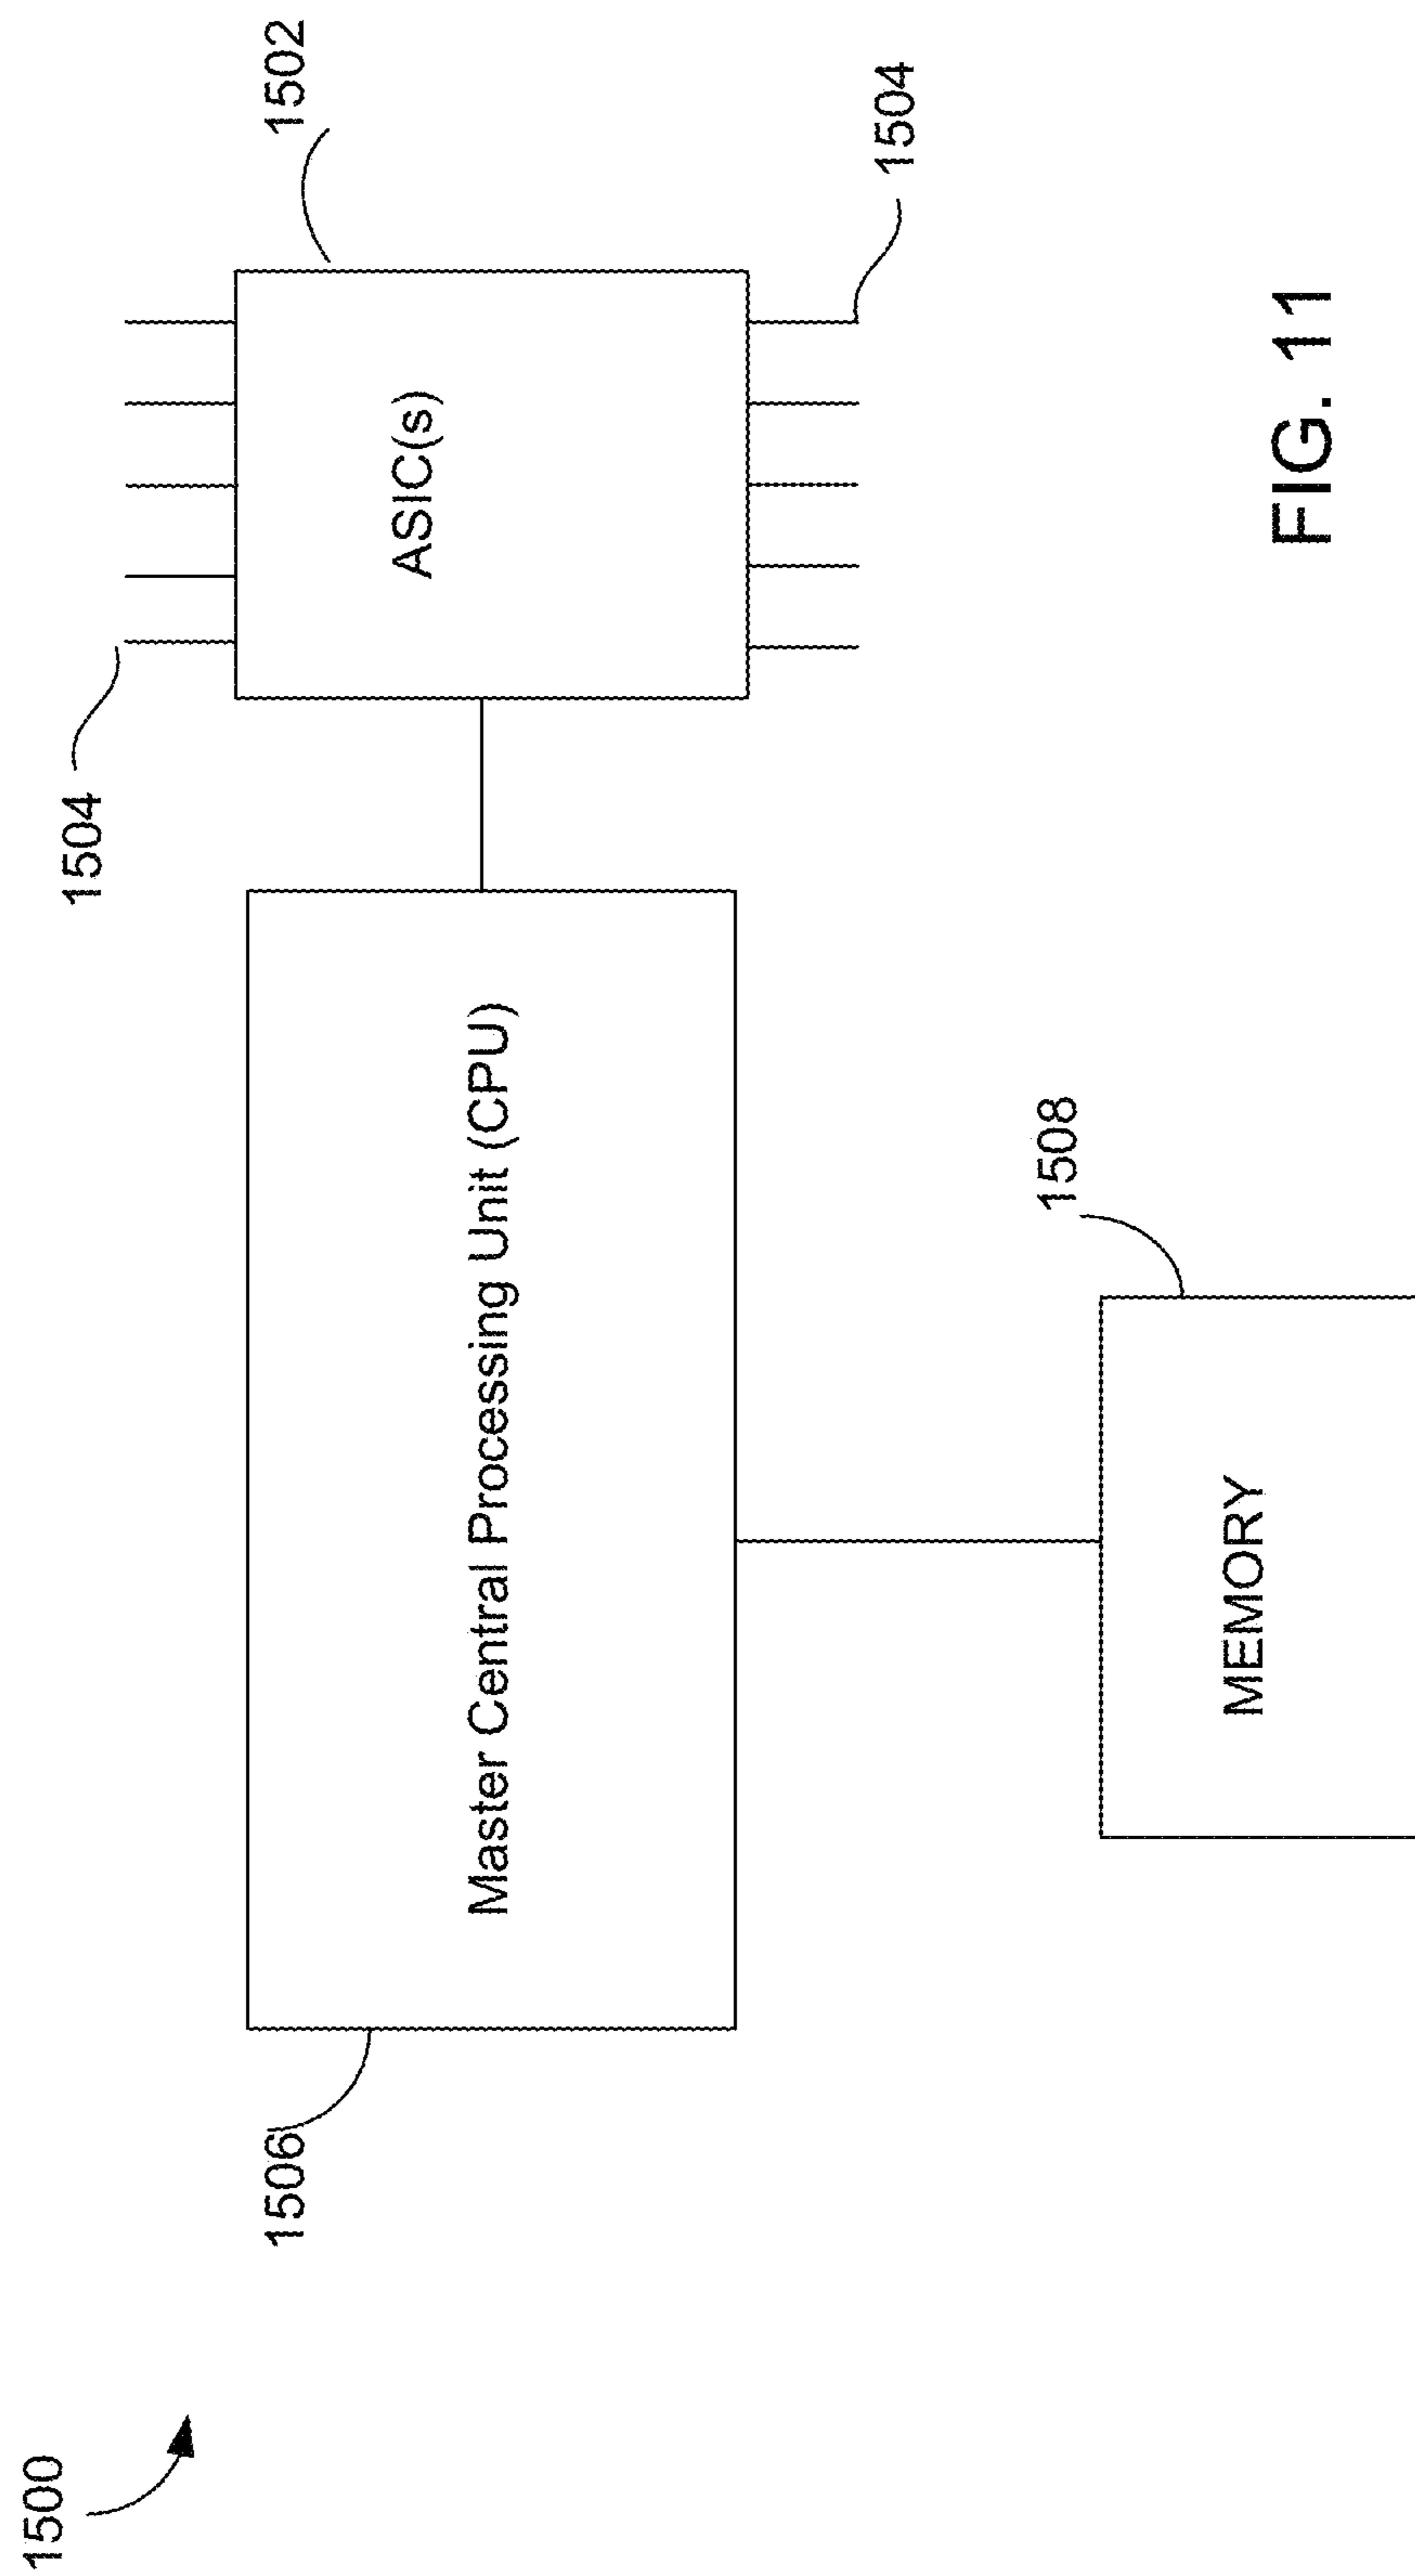 1500
1506
Master Central Processing Unit (CPU)
1504
ASIC(s)
1502
1504
1508
MEMORY
FIG. 11